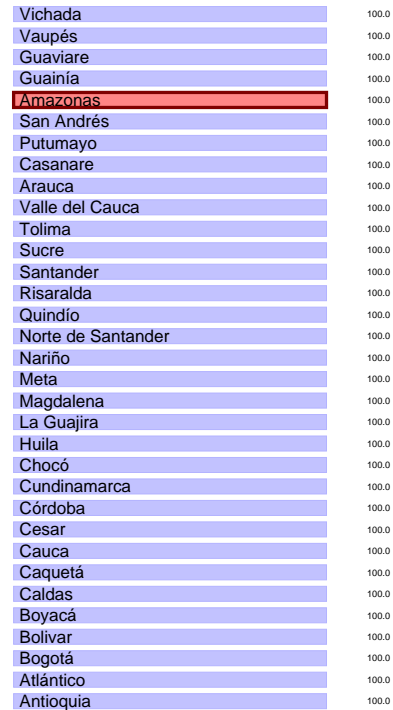 Vichada 100.0
Vaupés 100.0
Guaviare 100.0
Guainía 100.0
Amazonas 100.0
San Andrés 100.0
Putumayo 100.0
Casanare 100.0
Arauca 100.0
Valle del Cauca 100.0
Tolima 100.0
Sucre 100.0
Santander 100.0
Risaralda 100.0
Quindío 100.0
Norte de Santander 100.0
Nariño 100.0
Meta 100.0
Magdalena 100.0
La Guajira 100.0
Huila 100.0
Chocó 100.0
Cundinamarca 100.0
Córdoba 100.0
Cesar 100.0
Cauca 100.0
Caquetá 100.0
Caldas 100.0
Boyacá 100.0
Bolivar 100.0
Bogotá 100.0
Atlántico 100.0
Antioquia 100.0